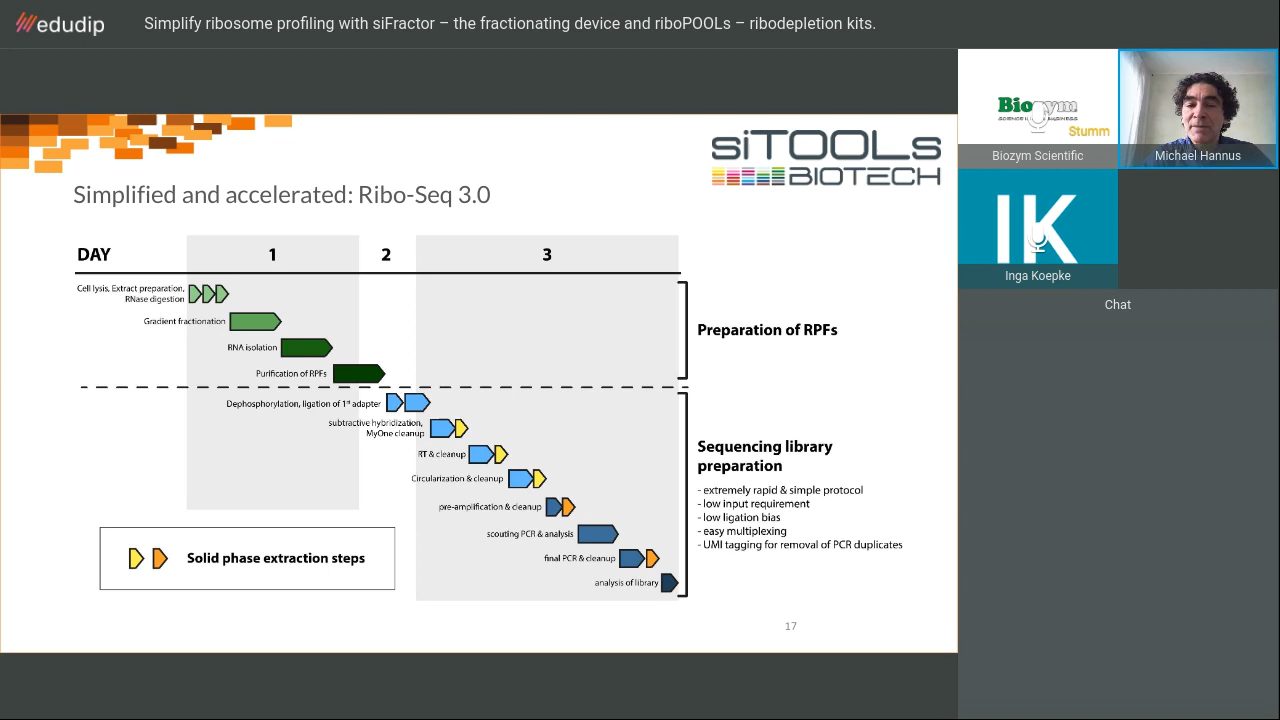 edudip
Simplify ribosome profiling with siFractor – the fractionating device and riboPOOLs – ribodepletion kits.
Stumm
Biozym Scientific
Michael Hannus
IK
Inga Koepke
Chat
siTOOLs
BIOTECH
Simplified and accelerated: Ribo-Seq 3.0
DAY 1 2 3
Cell lysis, Extract preparation,
RNase digestion
Gradient fractionation
RNA isolation
Purification of RPFs
Preparation of RPFs
Dephosphorylation, ligation of 1st adapter
subtractive hybridization,
MyOne cleanup
RT & cleanup
Circularization & cleanup
pre-amplification & cleanup
scouting PCR & analysis
final PCR & cleanup
analysis of library
Sequencing library
preparation
- extremely rapid & simple protocol
- low input requirement
- low ligation bias
- easy multiplexing
- UMI tagging for removal of PCR duplicates
Solid phase extraction steps
17